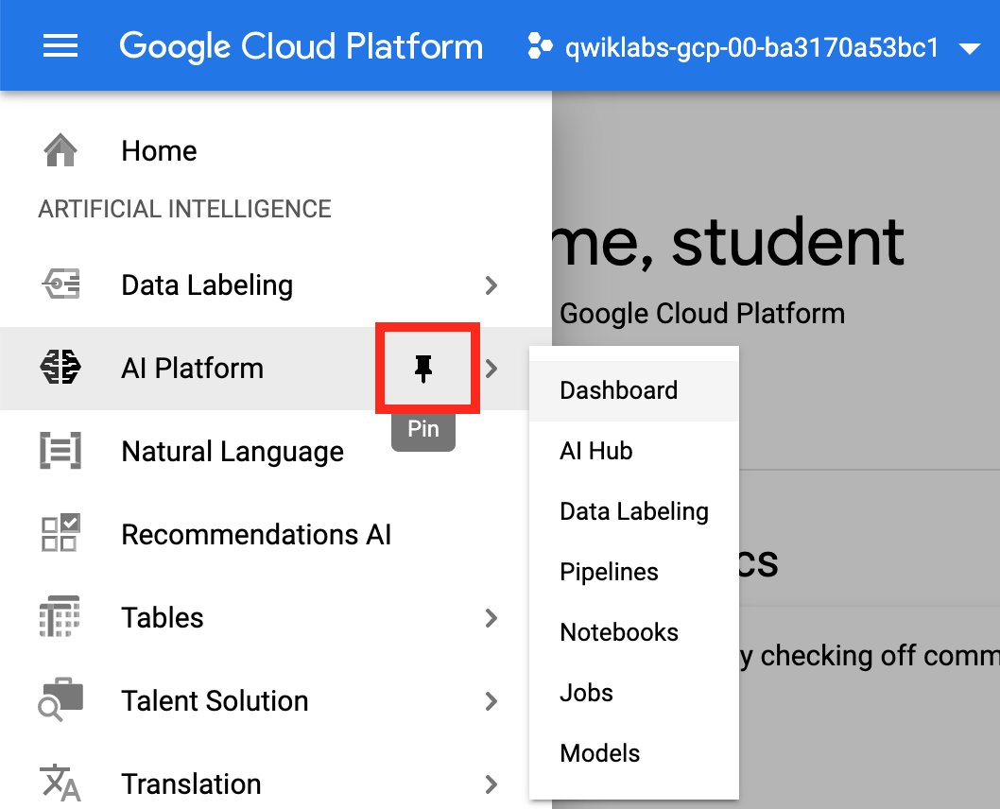 Google Cloud Platform
qwiklabs-gcp-00-ba3170a53bc1
Home
ARTIFICIAL INTELLIGENCE
Data Labeling
AI Platform
Pin
Natural Language
Recommendations AI
Tables
Talent Solution
Translation
Dashboard
AI Hub
Data Labeling
Pipelines
Notebooks
Jobs
Models
me, student
Google Cloud Platform
cs
y checking off comm